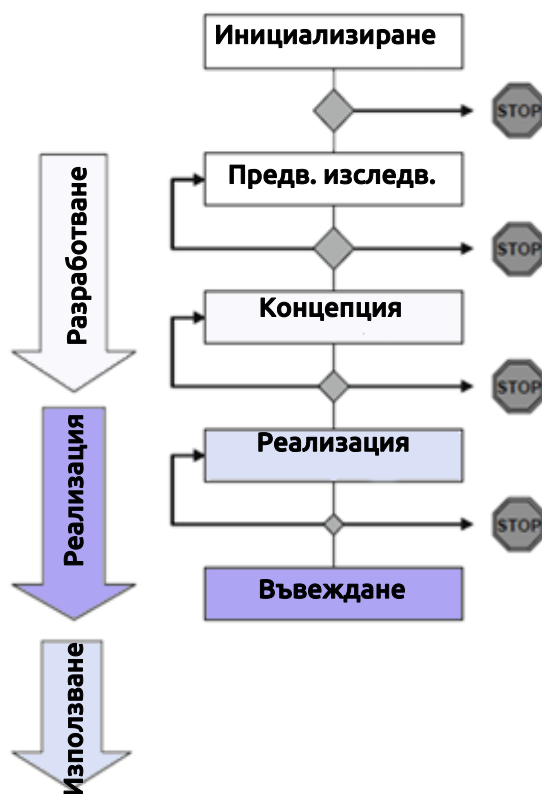 Инициализиране
STOP
Предв. изследв.
STOP
Концепция
STOP
Реализация
STOP
Въвеждане
Разработване
Реализация
Използване